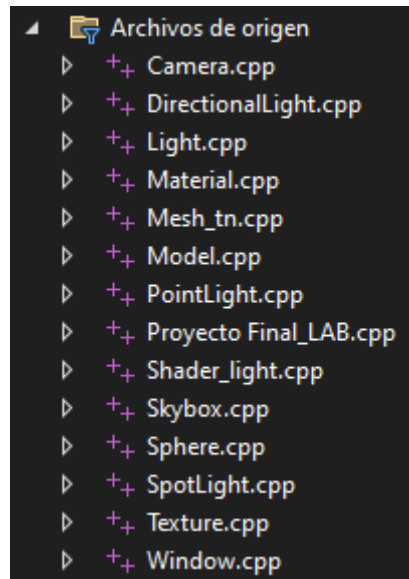 Archivos de origen
Camera.cpp
DirectionalLight.cpp
Light.cpp
Material.cpp
Mesh_tn.cpp
Model.cpp
PointLight.cpp
Proyecto Final_LAB.cpp
Shader_light.cpp
Skybox.cpp
Sphere.cpp
SpotLight.cpp
Texture.cpp
Window.cpp